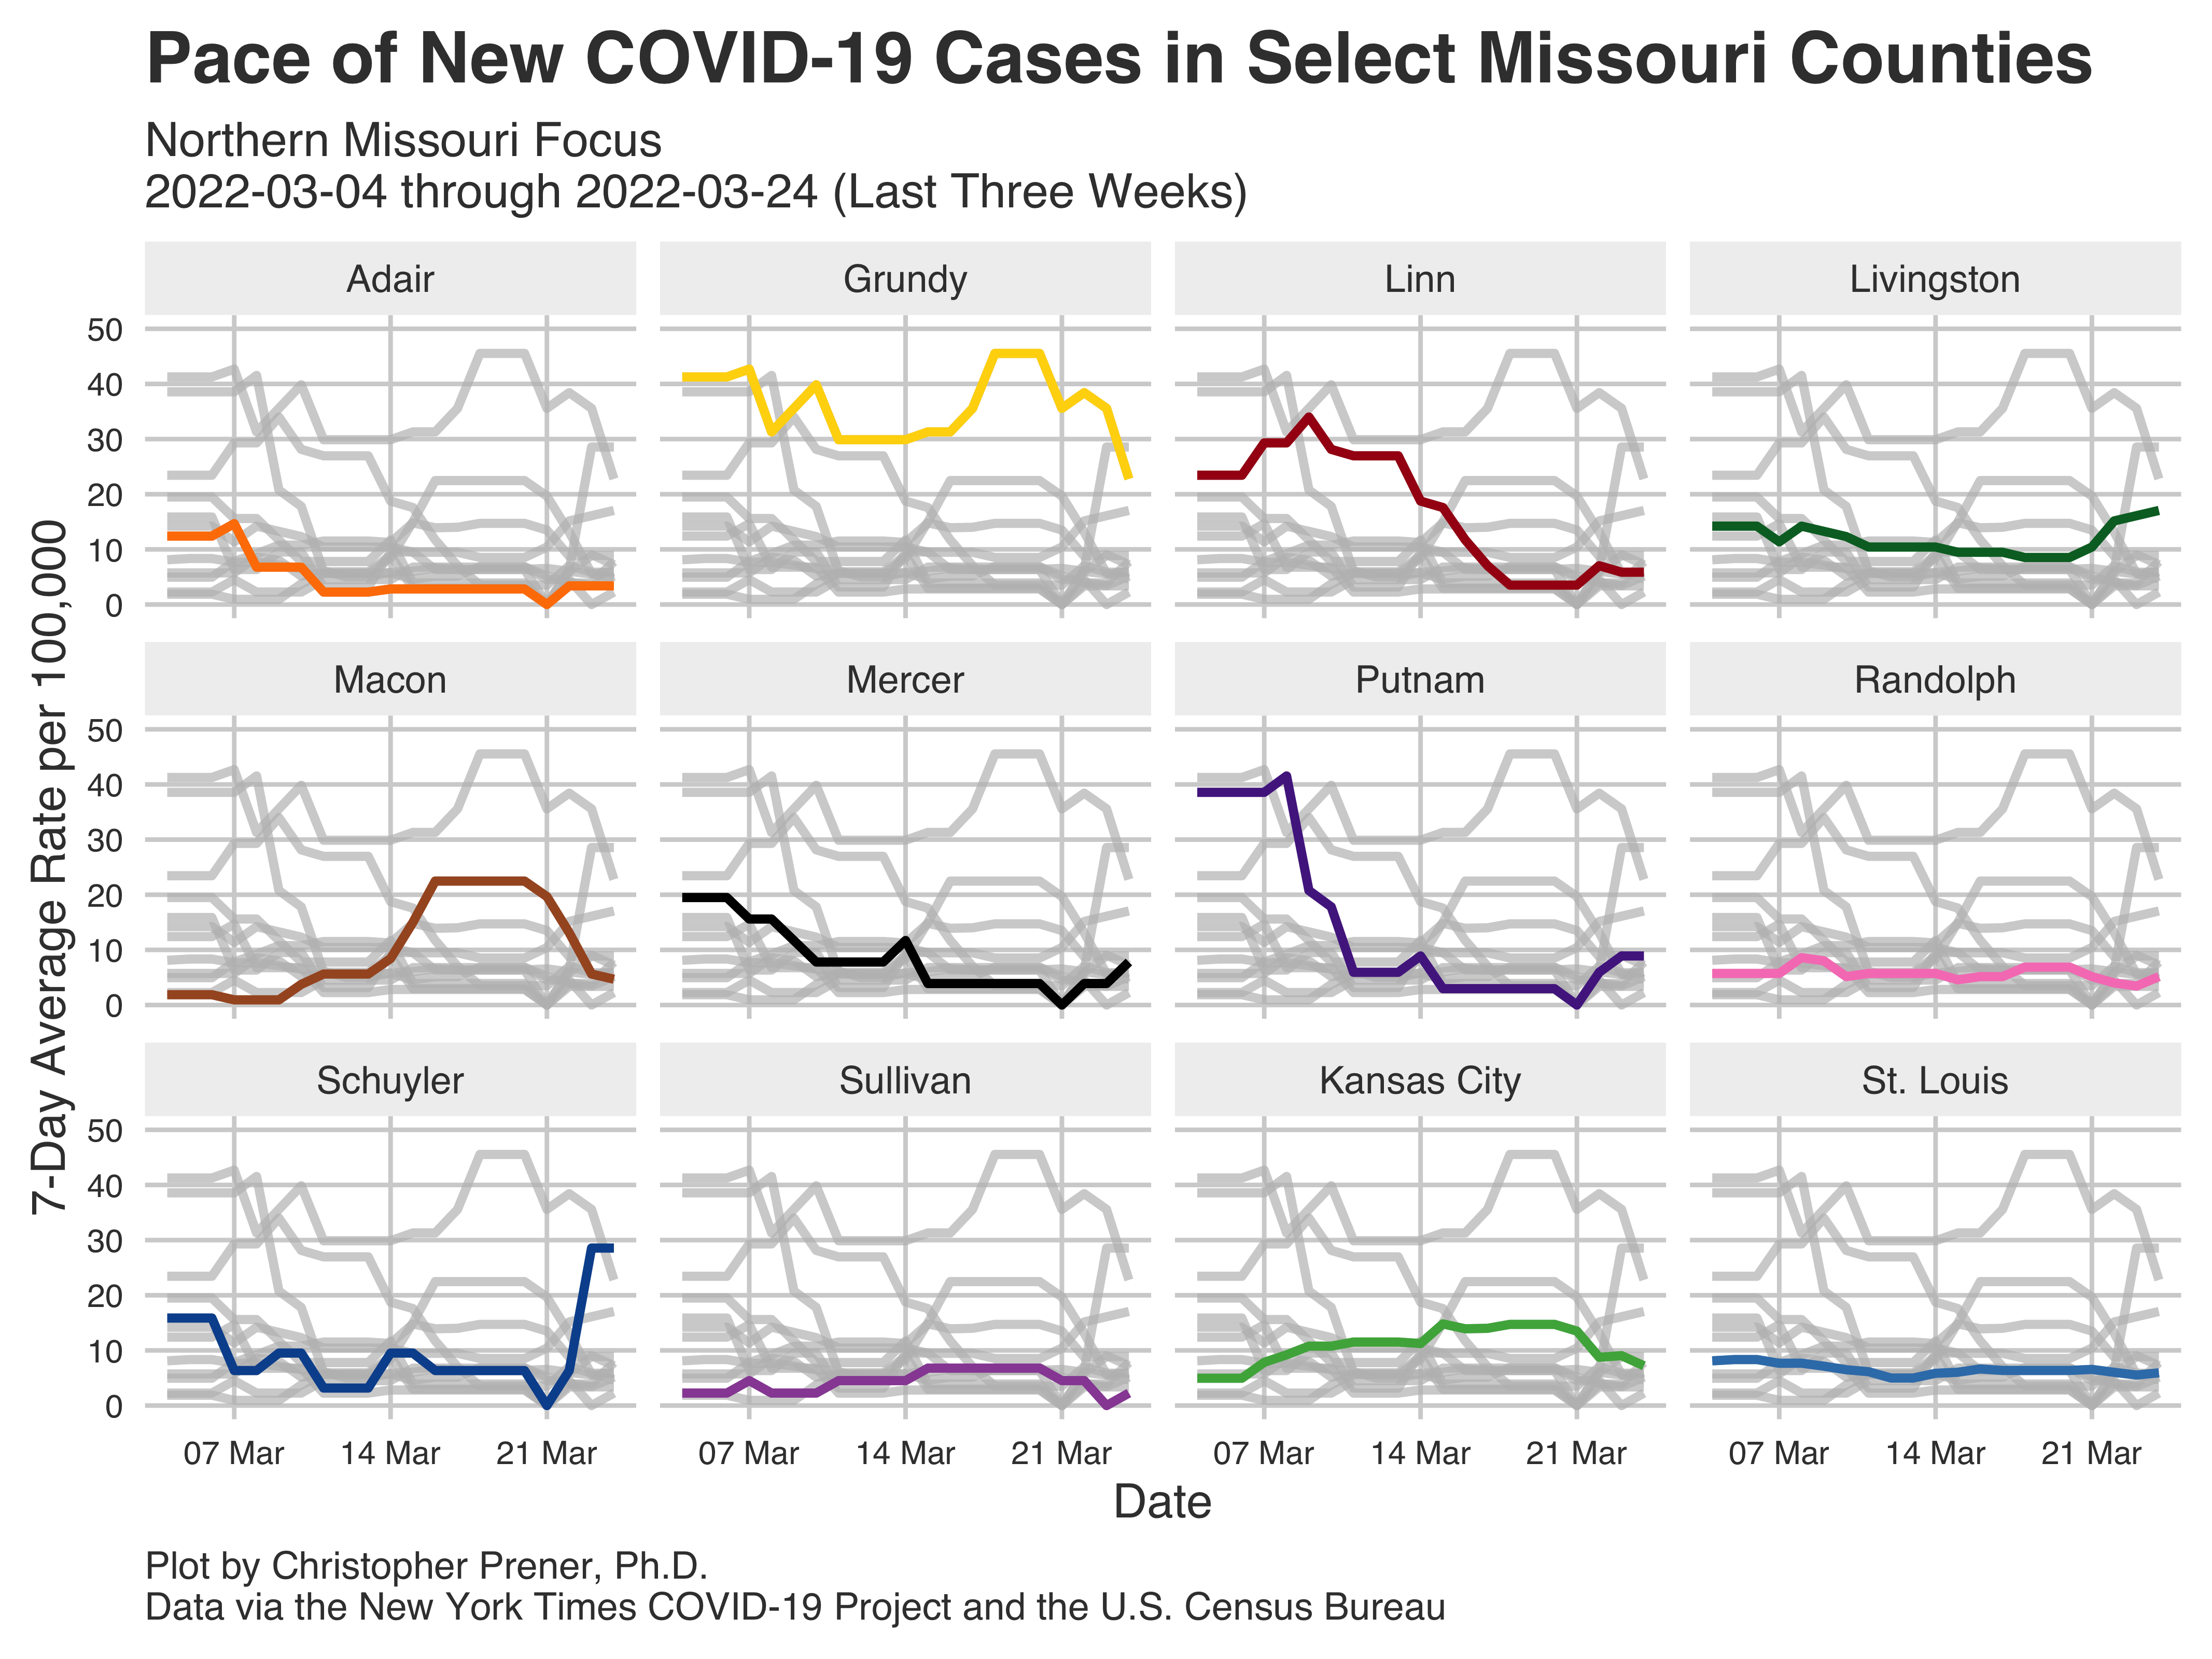 Pace of New COVID-19 Cases in Select Missouri Counties
Northern Missouri Focus
2022-03-04 through 2022-03-24 (Last Three Weeks)
7-Day Average Rate per 100,000
Adair
Grundy
Linn
Livingston
50
40
30
20
10
0
Macon
Mercer
Putnam
Randolph
50
40
30
20
10
0
Schuyler
Sullivan
Kansas City
St. Louis
50
40
30
20
10
0
07 Mar 14 Mar 21 Mar
07 Mar 14 Mar 21 Mar
07 Mar 14 Mar 21 Mar
07 Mar 14 Mar 21 Mar
Date
Plot by Christopher Prener, Ph.D.
Data via the New York Times COVID-19 Project and the U.S. Census Bureau